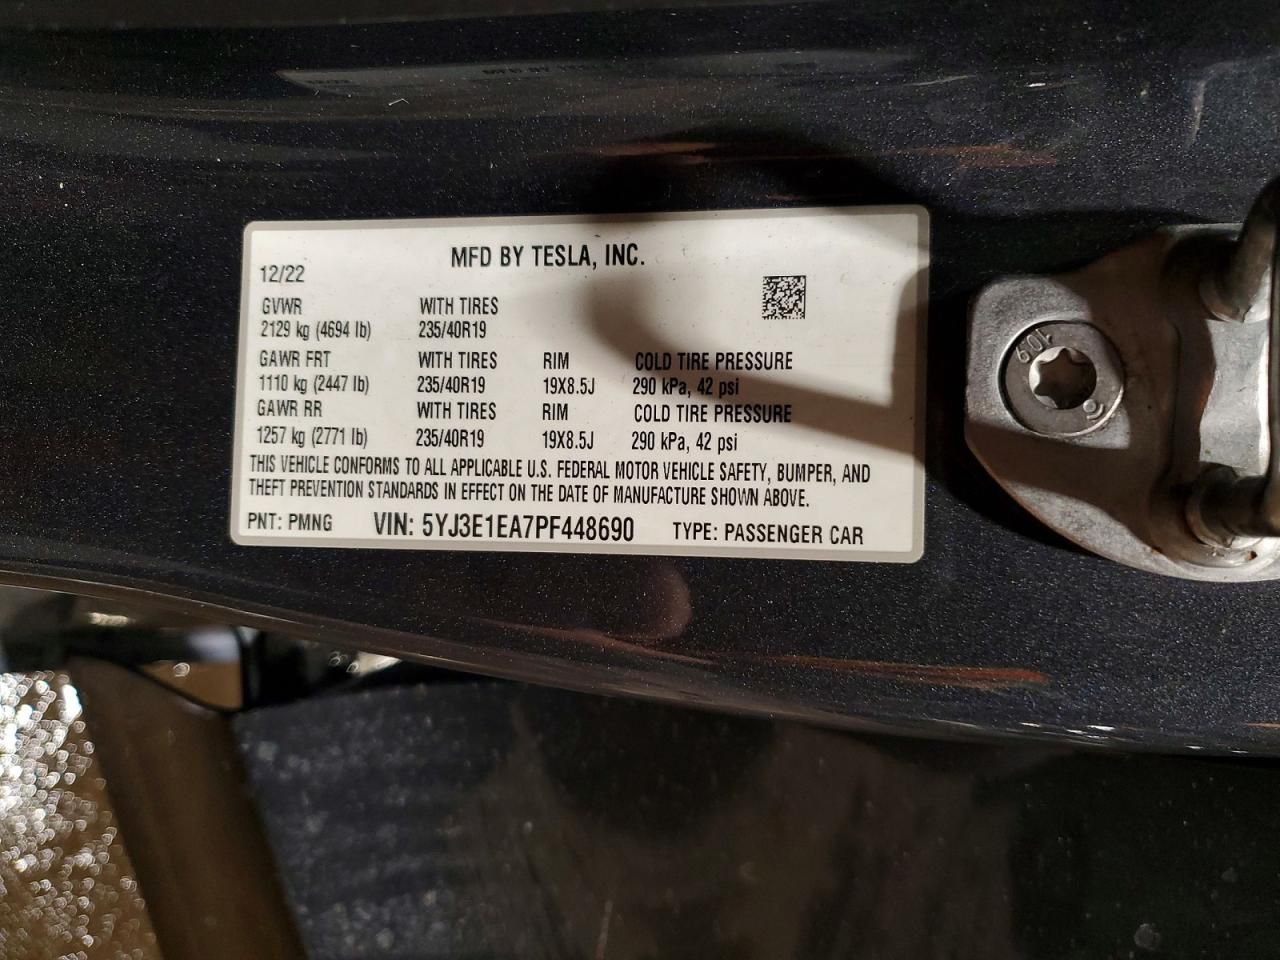 MFD BY TESLA, INC.
12/22
GVWR WITH TIRES
2129 kg (4694 lb) 235/40R19
GAWR FRT WITH TIRES RIM COLD TIRE PRESSURE
1110 kg (2447 lb) 235/40R19 19X8.5J 290 kPa, 42 psi
GAWR RR WITH TIRES RIM COLD TIRE PRESSURE
1257 kg (2771 lb) 235/40R19 19X8.5J 290 kPa, 42 psi
THIS VEHICLE CONFORMS TO ALL APPLICABLE U.S. FEDERAL MOTOR VEHICLE SAFETY, BUMPER, AND
THEFT PREVENTION STANDARDS IN EFFECT ON THE DATE OF MANUFACTURE SHOWN ABOVE.
PNT: PMNG VIN: 5YJ3E1EA7PF448690 TYPE: PASSENGER CAR
10.9